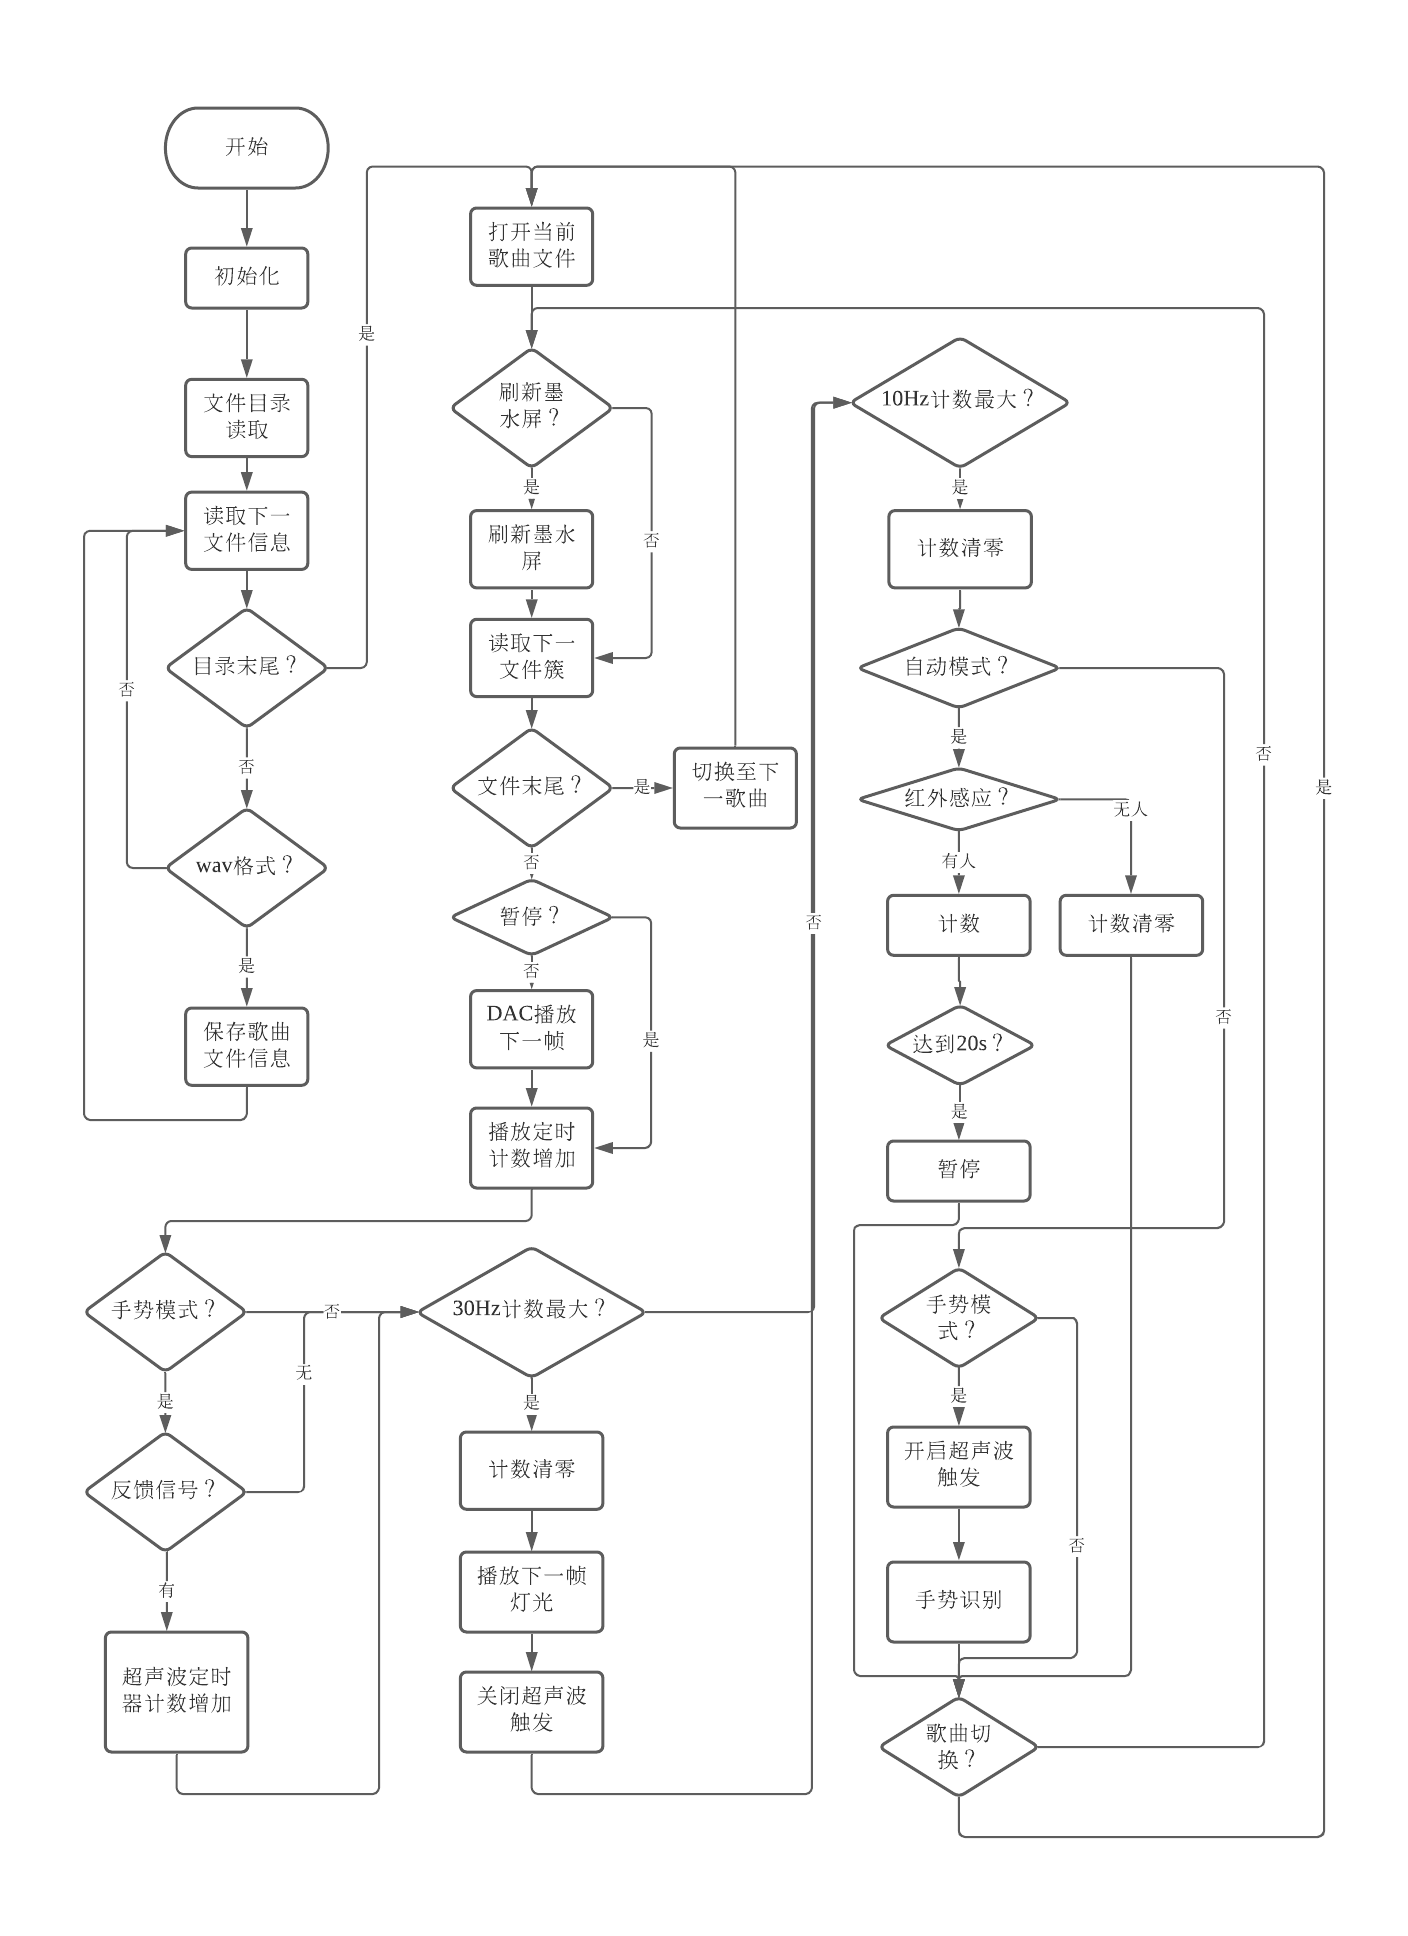 开始
初始化
文件目录
读取
读取下一
文件信息
目录末尾？
是
否
否
wav格式？
是
保存歌曲
文件信息
打开当前
歌曲文件
刷新墨
水屏？
是
否
刷新墨水
屏
读取下一
文件簇
文件末尾？
是
切换至下
一歌曲
否
暂停？
否
是
DAC播放
下一帧
播放定时
计数增加
手势模式？
否
是
无
反馈信号？
有
超声波定时
器计数增加
30Hz计数最大？
否
是
计数清零
播放下一帧
灯光
关闭超声波
触发
10Hz计数最大？
是
计数清零
自动模式？
是
否
红外感应？
无人
有人
计数
计数清零
达到20s？
是
暂停
手势模
式？
是
否
开启超声波
触发
手势识别
歌曲切
换？
否
是